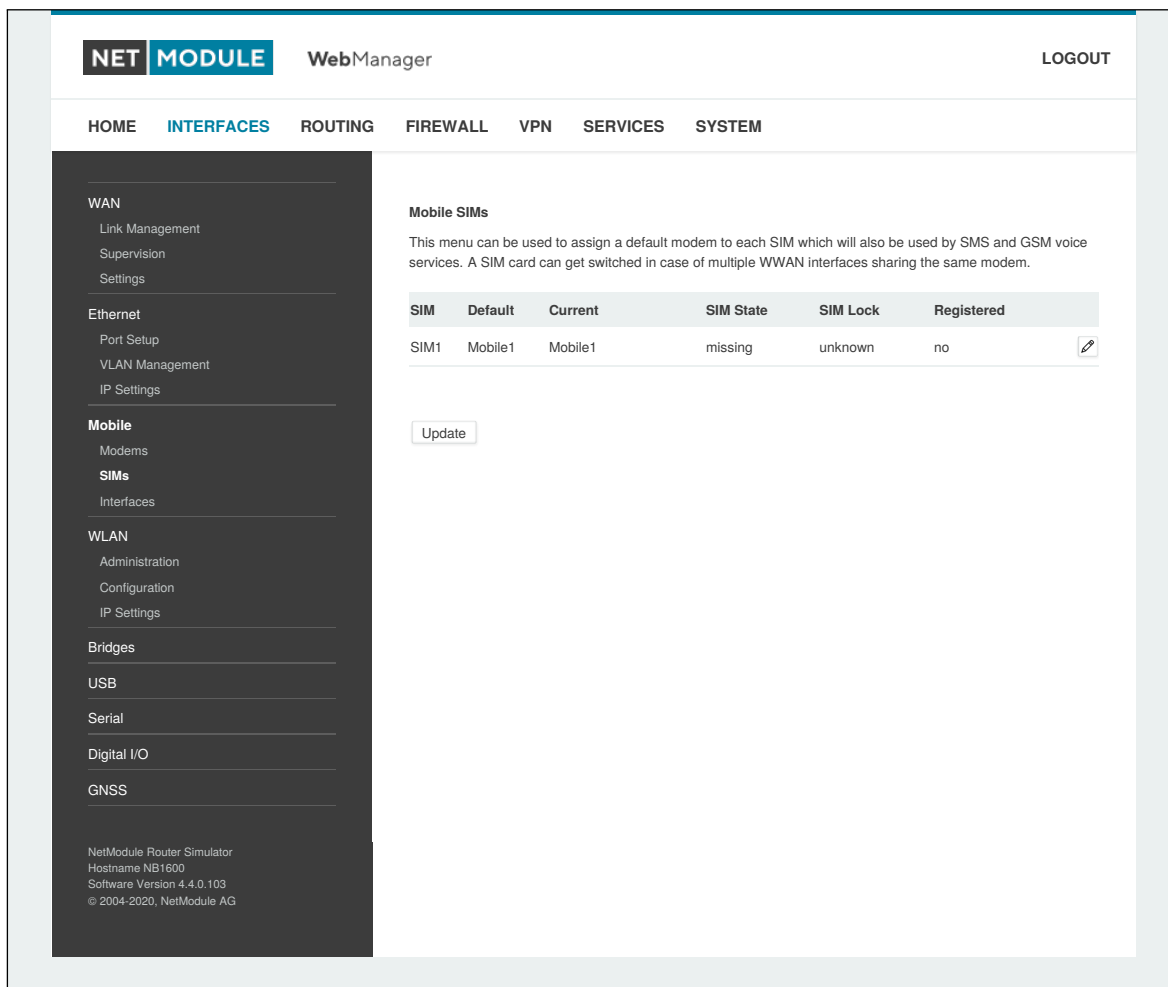 NET MODULE WebManager LOGOUT
HOME INTERFACES ROUTING FIREWALL VPN SERVICES SYSTEM
WAN
Link Management
Supervision
Settings
Ethernet
Port Setup
VLAN Management
IP Settings
Mobile
Modems
SIMs
Interfaces
WLAN
Administration
Configuration
IP Settings
Bridges
USB
Serial
Digital I/O
GNSS
NetModule Router Simulator
Hostname NB1600
Software Version 4.4.0.103
© 2004-2020, NetModule AG
Mobile SIMs
This menu can be used to assign a default modem to each SIM which will also be used by SMS and GSM voice
services. A SIM card can get switched in case of multiple WWAN interfaces sharing the same modem.
SIM Default Current SIM State SIM Lock Registered
SIM1 Mobile1 Mobile1 missing unknown no
Update